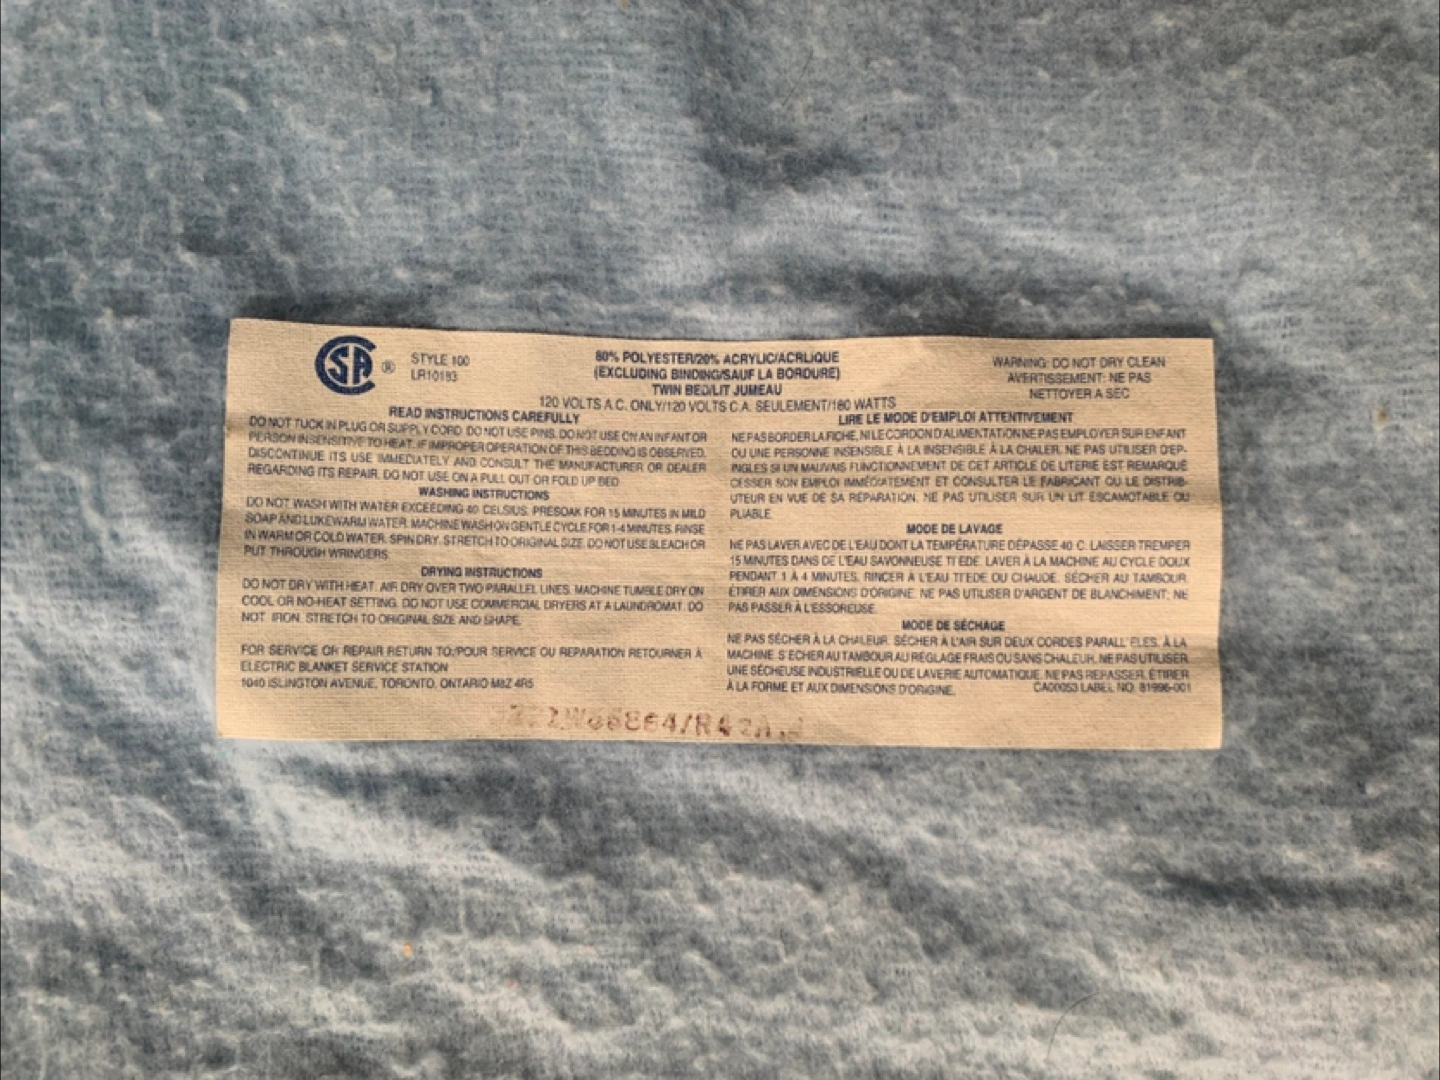 CSA ® STYLE 100
LR10193
80% POLYESTER/20% ACRYLIC/ACRLIQUE
(EXCLUDING BINDING/SAUF LA BORDURE)
TWIN BED/LIT JUMEAU
120 VOLTS A.C. ONLY/120 VOLTS C.A. SEULEMENT/180 WATTS
WARNING: DO NOT DRY CLEAN
AVERTISSEMENT: NE PAS
NETTOYER A SEC
READ INSTRUCTIONS CAREFULLY
DO NOT TUCK IN PLUG OR SUPPLY CORD. DO NOT USE PINS. DO NOT USE ON AN INFANT OR
PERSON INSENSITIVE TO HEAT. IF IMPROPER OPERATION OF THIS BEDDING IS OBSERVED,
DISCONTINUE ITS USE IMMEDIATELY AND CONSULT THE MANUFACTURER OR DEALER
REGARDING ITS REPAIR. DO NOT USE ON A PULL OUT OR FOLD UP BED
WASHING INSTRUCTIONS
DO NOT WASH WITH WATER EXCEEDING 40 CELSIUS. PRESOAK FOR 15 MINUTES IN MILD
SOAP AND LUKEWARM WATER. MACHINE WASH ON GENTLE CYCLE FOR 1-4 MINUTES. RINSE
IN WARM OR COLD WATER. SPIN DRY. STRETCH TO ORIGINAL SIZE. DO NOT USE BLEACH OR
PUT THROUGH WRINGERS.
DRYING INSTRUCTIONS
DO NOT DRY WITH HEAT. AIR DRY OVER TWO PARALLEL LINES. MACHINE TUMBLE DRY ON
COOL OR NO-HEAT SETTING. DO NOT USE COMMERCIAL DRYERS AT A LAUNDROMAT. DO
NOT IRON. STRETCH TO ORIGINAL SIZE AND SHAPE.
FOR SERVICE OR REPAIR RETURN TO:/POUR SERVICE OU REPARATION RETOURNER À
ELECTRIC BLANKET SERVICE STATION
1040 ISLINGTON AVENUE, TORONTO, ONTARIO M8Z 4R5
LIRE LE MODE D'EMPLOI ATTENTIVEMENT
NE PAS BORDER LA FICHE, NI LE CORDON D'ALIMENTATION NE PAS EMPLOYER SUR ENFANT
OU UNE PERSONNE INSENSIBLE À LA INSENSIBLE À LA CHALER. NE PAS UTILISER D'EP-
INGLES SI UN MAUVAIS FUNCTIONNEMENT DE CET ARTICLE DE LITERIE EST REMARQUÉ
CESSER SON EMPLOI IMMÉDIATEMENT ET CONSULTER LE FABRICANT OU LE DISTRIB-
UTEUR EN VUE DE SA RÉPARATION. NE PAS UTILISER SUR UN LIT ESCAMOTABLE OU
PLIABLE.
MODE DE LAVAGE
NE PAS LAVER AVEC DE L'EAU DONT LA TEMPÉRATURE DÉPASSE 40 C. LAISSER TREMPER
15 MINUTES DANS DE L'EAU SAVONNEUSE TIEDE. LAVER À LA MACHINE AU CYCLE DOUX
PENDANT 1 À 4 MINUTES. RINCER À L'EAU TIEDE OU CHAUDE. SÉCHER AU TAMBOUR.
ÉTIRER AUX DIMENSIONS D'ORIGINE. NE PAS UTILISER D'ARGENT DE BLANCHIMENT, NE
PAS PASSER À L'ESSOREUSE.
MODE DE SÉCHAGE
NE PAS SÉCHER À LA CHALEUR. SÉCHER À L'AIR SUR DEUX CORDES PARALL ELES. À LA
MACHINE. S ECHER AU TAMBOUR AU RÉGLAGE FRAIS OU SANS CHALEUR. NE PAS UTILISER
UNE SÉCHEUSE INDUSTRIELLE OU DE LAVERIE AUTOMATIQUE. NE PAS REPASSER. ÉTIRER
À LA FORME ET AUX DIMENSIONS D'ORIGINE. CA00053 LABEL NO. 81996-001